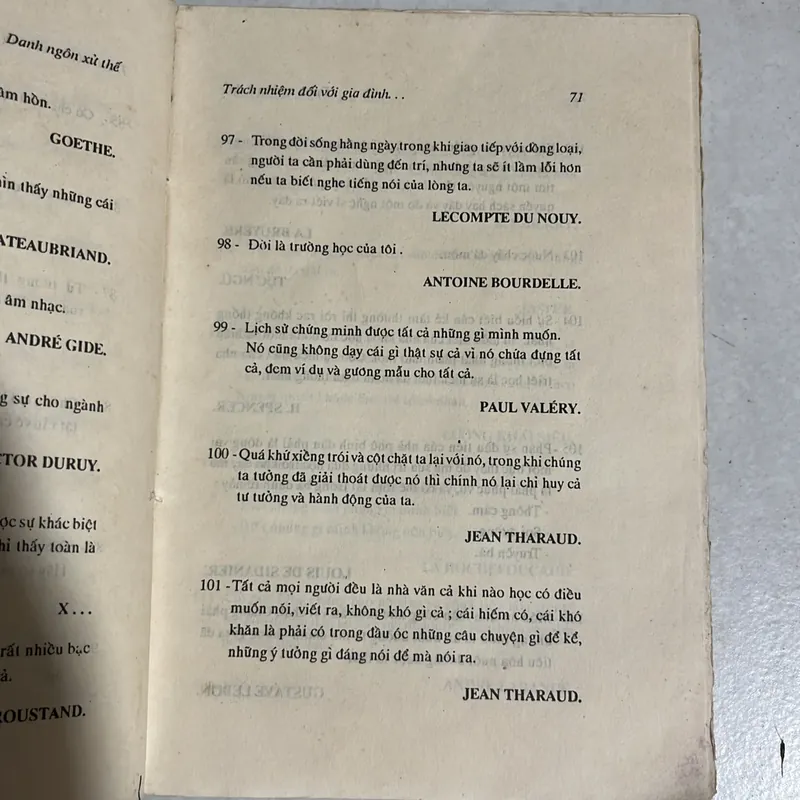 Danh ngôn xử thế
hồn.
GOETHE.
thấy những cái
ATEAUBRIAND.
âm nhạc.
ANDRÉ GIDE.
sự cho ngành
TOR DURUY.
sự khác biệt
thấy toàn là
X...
rất nhiều bạc
ROUSTAND.
Trách nhiệm đối với gia đình... 71
97 - Trong đời sống hằng ngày trong khi giao tiếp với đồng loại,
người ta cần phải dùng đến trí, nhưng ta sẽ ít lầm lỗi hơn
nếu ta biết nghe tiếng nói của lòng ta.
LECOMPTE DU NOUY.
98 - Đời là trường học của tôi .
ANTOINE BOURDELLE.
99 - Lịch sử chứng minh được tất cả những gì mình muốn.
Nó cũng không dạy cái gì thật sự cả vì nó chứa đựng tất
cả, đem ví dụ và gương mẫu cho tất cả.
PAUL VALÉRY.
100 - Quá khứ xiềng trói và cột chặt ta lại với nó, trong khi chúng
ta tưởng đã giải thoát được nó thì chính nó lại chỉ huy cả
tư tưởng và hành động của ta.
JEAN THARAUD.
101 - Tất cả mọi người đều là nhà văn cả khi nào học có điều
muốn nói, viết ra, không khó gì cả ; cái hiếm có, cái khó
khăn là phải có trong đầu óc những câu chuyện gì để kể,
những ý tưởng gì đáng nói để mà nói ra.
JEAN THARAUD.